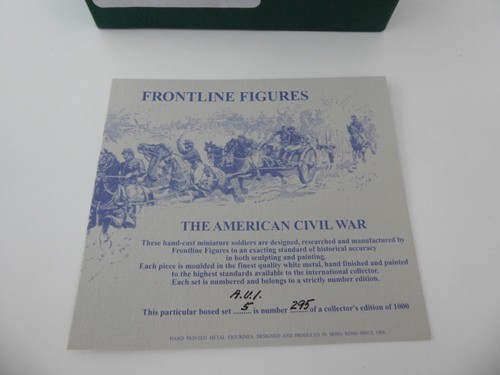 FRONTLINE FIGURES
THE AMERICAN CIVIL WAR
These hand-cast miniature soldiers are designed, researched and manufactured by
Frontline Figures to an exacting standard of historical accuracy
in both sculpting and painting.
Each piece is moulded in the finest quality white metal, hand finished and painted
to the highest standards available to the international collector.
Each set is numbered and belongs to a strictly number edition.
A.U.1.
This particular boxed set 5 is number 295 of a collector's edition of 1000
HAND PAINTED METAL FIGURINES, DESIGNED AND PRODUCED IN HONG KONG SINCE